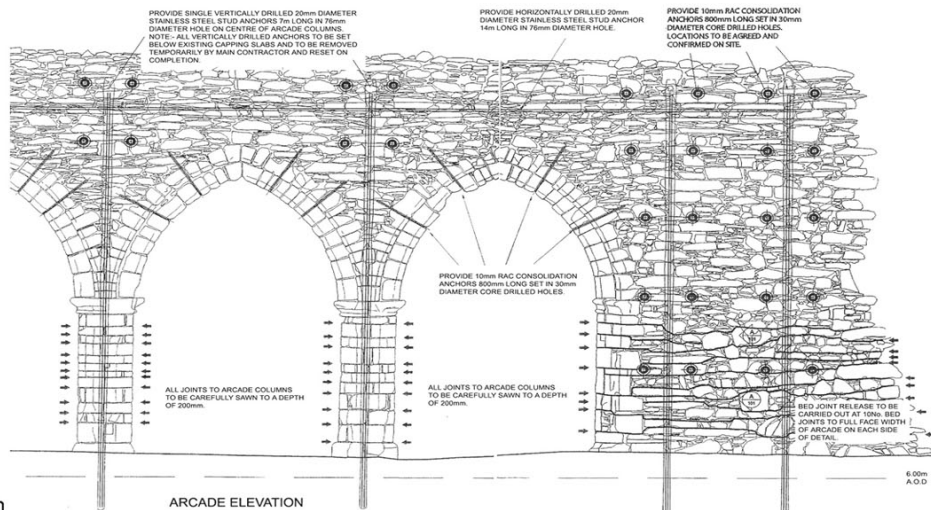 PROVIDE SINGLE VERTICALLY DRILLED 20mm DIAMETER
STAINLESS STEEL STUD ANCHORS 7m LONG IN 76mm
DIAMETER HOLE ON CENTRE OF ARCADE COLUMNS.
NOTE:- ALL VERTICALLY DRILLED ANCHORS TO BE SET
BELOW EXISTING CAPPING SLABS AND TO BE REMOVED
TEMPORARILY BY MAIN CONTRACTOR AND RESET ON
COMPLETION.
PROVIDE HORIZONTALLY DRILLED 20mm
DIAMETER STAINLESS STEEL STUD ANCHOR
14m LONG IN 76mm DIAMETER HOLE.
PROVIDE 10mm RAC CONSOLIDATION
ANCHORS 800mm LONG SET IN 30mm
DIAMETER CORE DRILLED HOLES.
LOCATIONS TO BE AGREED AND
CONFIRMED ON SITE.
PROVIDE 10mm RAC CONSOLIDATION
ANCHORS 800mm LONG SET IN 30mm
DIAMETER CORE DRILLED HOLES.
ALL JOINTS TO ARCADE COLUMNS
TO BE CAREFULLY SAWN TO A DEPTH
OF 200mm.
ALL JOINTS TO ARCADE COLUMNS
TO BE CAREFULLY SAWN TO A DEPTH
OF 200mm.
BED JOINT RELEASE TO BE
CARRIED OUT AT 10No. BED
JOINTS TO FULL FACE WIDTH
OF ARCADE ON EACH SIDE
OF DETAIL.
6.00m
A.O.D
ARCADE ELEVATION